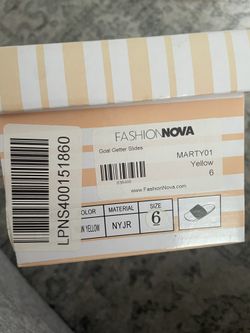 FASHIONNOVA
Goal Getter Slides
MARTY01
Yellow
6
www.FashionNova.com
LPNS400151860
COLOR
MATERIAL
SIZE
YELLOW
NYJR
6